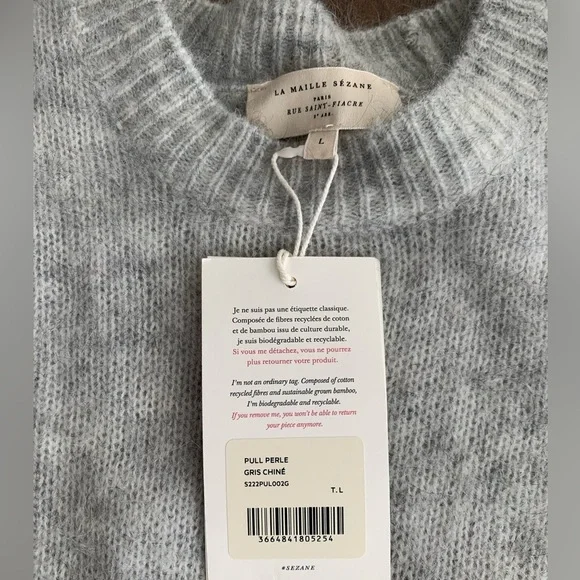 LA MAILLE SÉZANE
PARIS
RUE SAINT-FIACRE
L
Je ne suis pas une étiquette classique.
Composée de fibres recyclées de coton
et de bambou issu de culture durable,
je suis biodégradable et recyclable.
Si vous me détachez, vous ne pourrez
plus retourner votre produit.
I'm not an ordinary tag. Composed of cotton
recycled fibres and sustainable groum bamboo,
I'm biodegradable and recyclable.
If you remove me, you won't be able to return
your piece anymore.
PULL PERLE
GRIS CHINÉ
S222PUL002G
T. L
3664841805254
#SEZANE